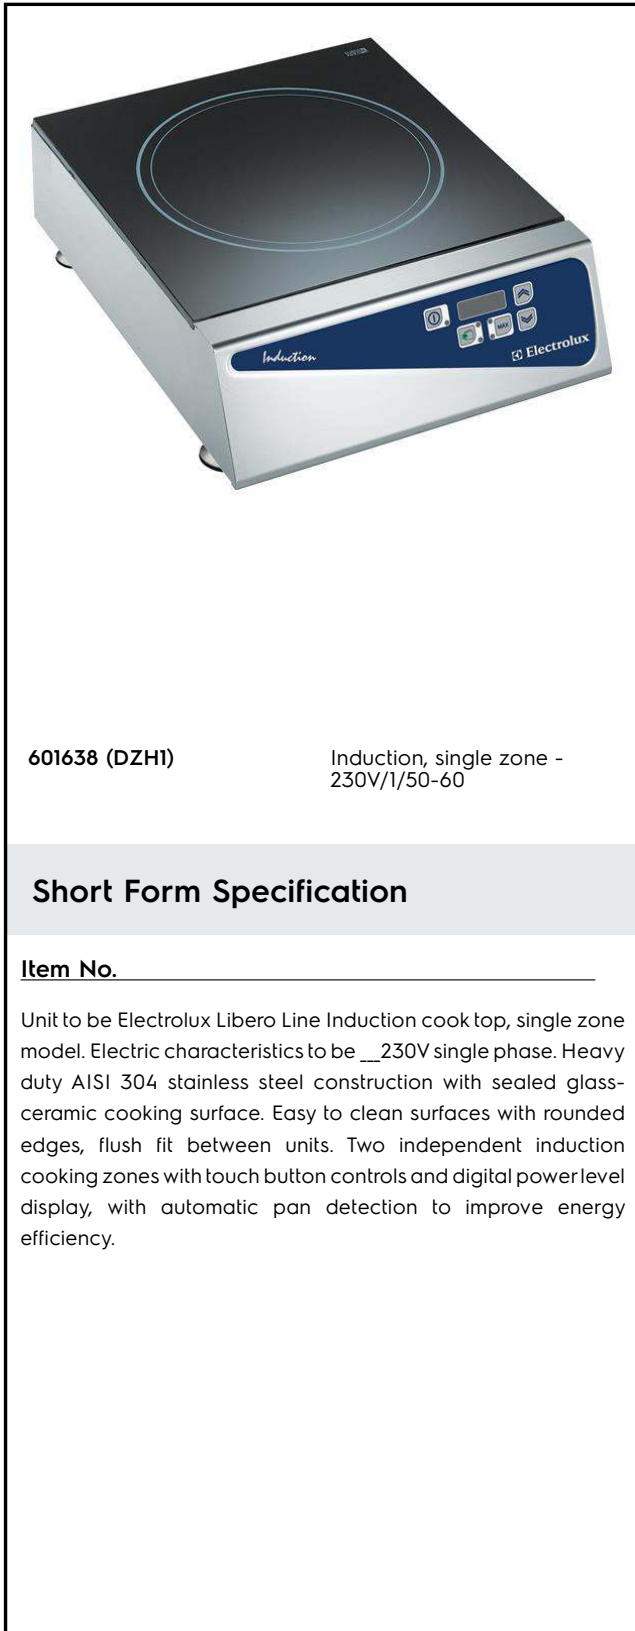 MAX
Induction
Electrolux
601638 (DZH1)
Induction, single zone -
230V/1/50-60
Short Form Specification
Item No.
Unit to be Electrolux Libero Line Induction cook top, single zone
model. Electric characteristics to be __230V single phase. Heavy
duty AISI 304 stainless steel construction with sealed glass-
ceramic cooking surface. Easy to clean surfaces with rounded
edges, flush fit between units. Two independent induction
cooking zones with touch button controls and digital power level
display, with automatic pan detection to improve energy
efficiency.